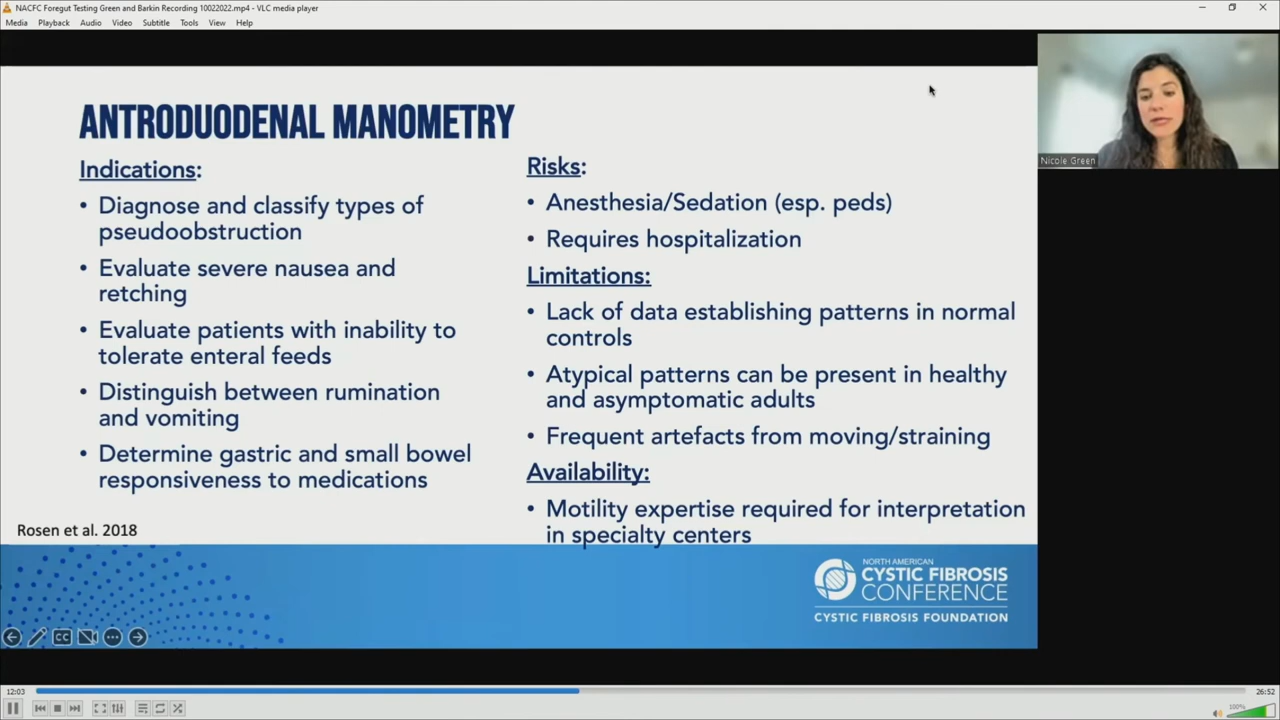 NACFC Foregut Testing Green and Barkin Recording 10022022.mp4 - VLC media player
Media Playback Audio Video Subtitle Tools View Help
ANTRODUODENAL MANOMETRY
Indications:
• Diagnose and classify types of
pseudoobstruction
• Evaluate severe nausea and
retching
• Evaluate patients with inability to
tolerate enteral feeds
• Distinguish between rumination
and vomiting
• Determine gastric and small bowel
responsiveness to medications
Rosen et al. 2018
Risks:
• Anesthesia/Sedation (esp. peds)
• Requires hospitalization
Limitations:
• Lack of data establishing patterns in normal
controls
• Atypical patterns can be present in healthy
and asymptomatic adults
• Frequent artefacts from moving/straining
Availability:
• Motility expertise required for interpretation
in specialty centers
Nicole Green
NORTH AMERICAN
CYSTIC FIBROSIS
CONFERENCE
CYSTIC FIBROSIS FOUNDATION
CC
12:03
26:52
100%